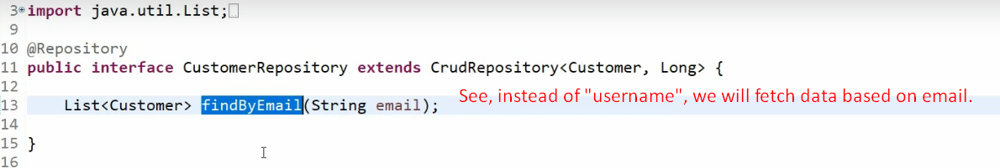 3 import java.util.List;
9
10 @Repository
11 public interface CustomerRepository extends CrudRepository<Customer, Long> {
12
13 List<Customer> findByEmail(String email); See, instead of "username", we will fetch data based on email.
14
15 }
16